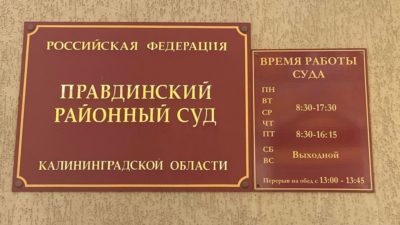 РОССИЙСКАЯ ФЕДЕРАЦИЯ
ПРАВДИНСКИЙ
РАЙОННЫЙ СУД
КАЛИНИНГРАДСКОЙ ОБЛАСТИ
ВРЕМЯ РАБОТЫ
СУДА
ПН
ВТ
СР 8:30-17:30
ЧТ
ПТ 8:30-16:15
СБ
ВС Выходной
Перерыв на обед с 13:00 - 13:45